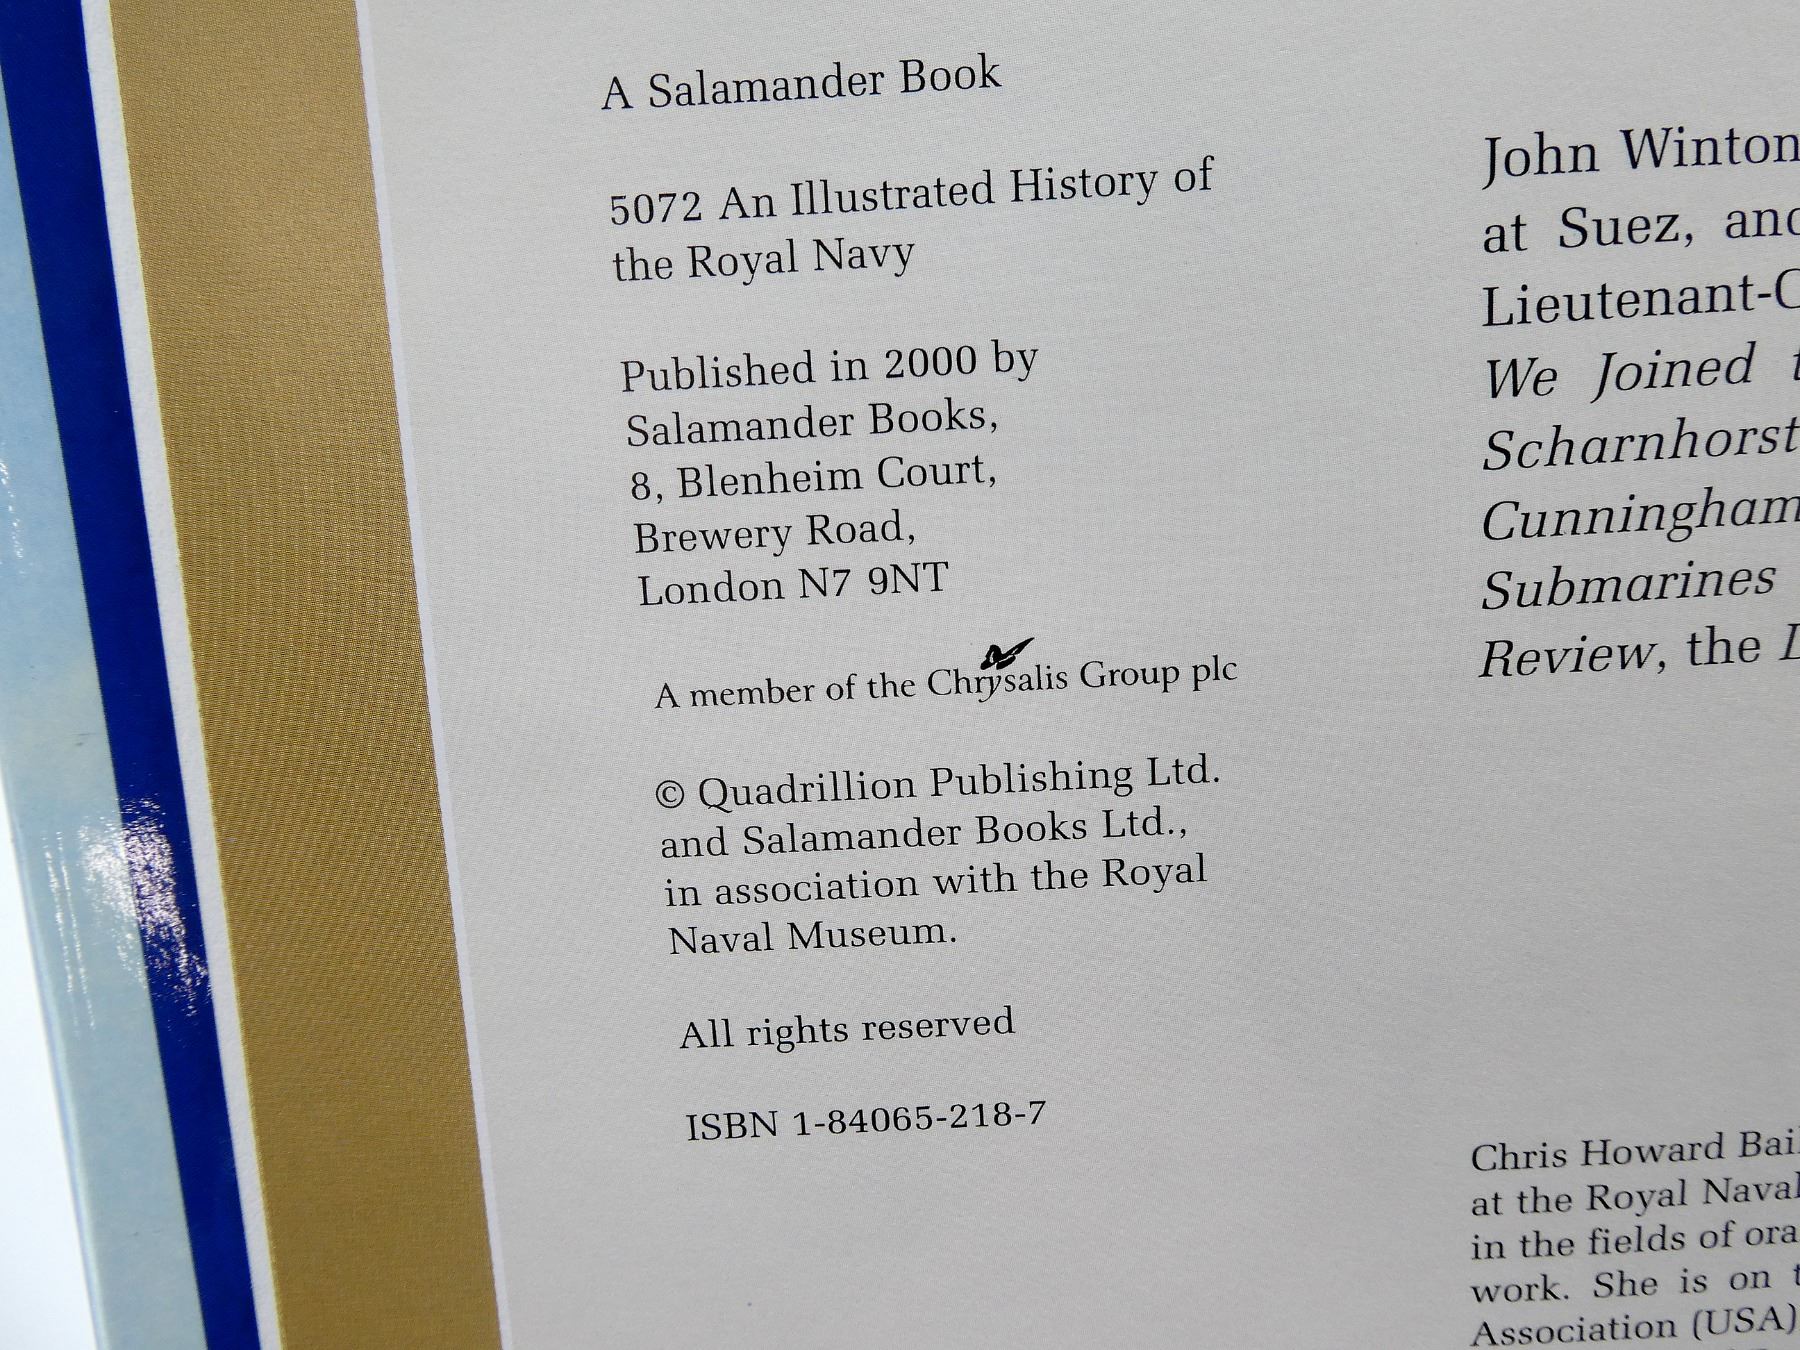 A Salamander Book
5072 An Illustrated History of
the Royal Navy
Published in 2000 by
Salamander Books,
8, Blenheim Court,
Brewery Road,
London N7 9NT
A member of the Chrysalis Group plc
© Quadrillion Publishing Ltd.
and Salamander Books Ltd.,
in association with the Royal
Naval Museum.
All rights reserved
ISBN 1-84065-218-7
John Winton
at Suez, and
Lieutenant-C
We Joined
Scharnhorst
Cunningham
Submarines
Review, the
Chris Howard Bail
at the Royal Naval
in the fields of ora
work. She is on
Association (USA)